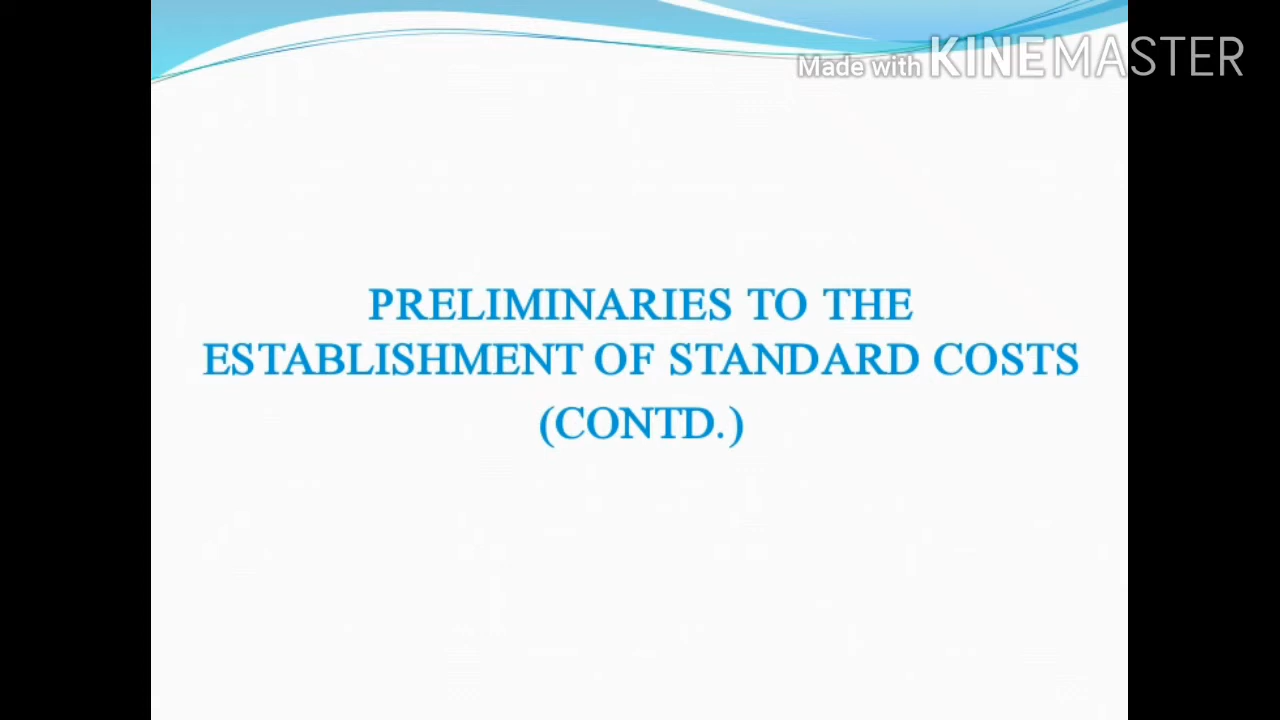 Made with KINEMASTER
PRELIMINARIES TO THE
ESTABLISHMENT OF STANDARD COSTS
(CONTD.)